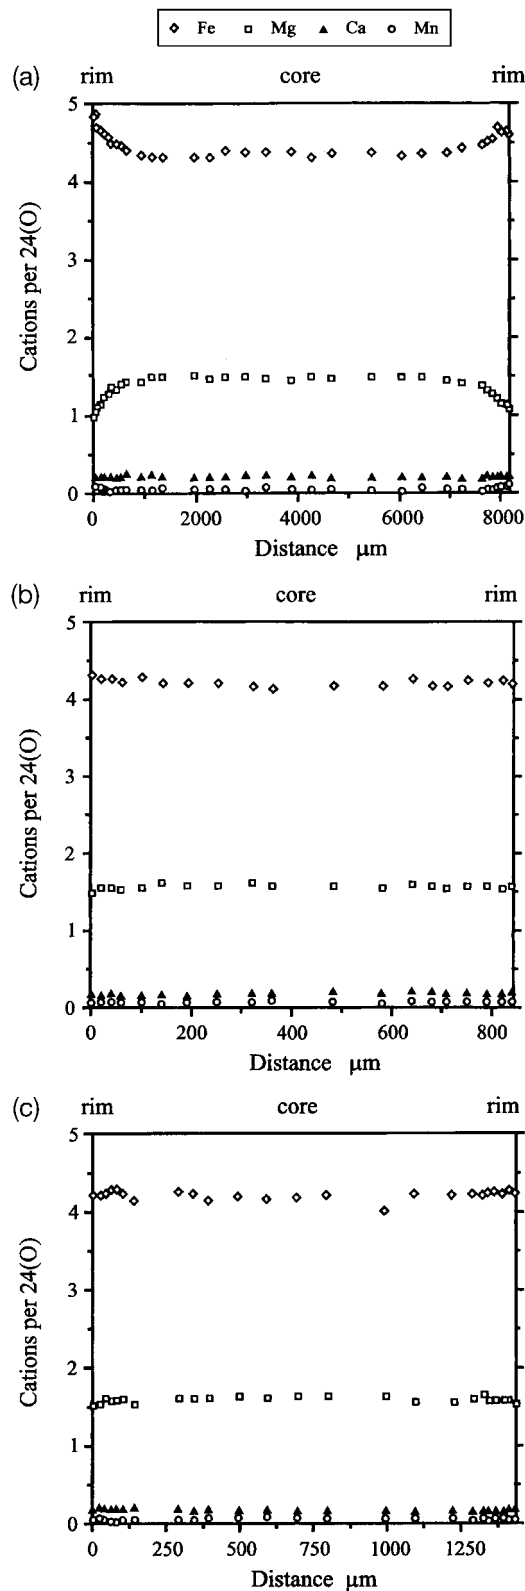 Fe Mg Ca Mn
(a) rim core rim
5
4
3
2
1
0
Cations per 24(O)
0 2000 4000 6000 8000
Distance μm
(b) rim core rim
5
4
3
2
1
0
Cations per 24(O)
0 200 400 600 800
Distance μm
(c) rim core rim
5
4
3
2
1
0
Cations per 24(O)
0 250 500 750 1000 1250
Distance μm